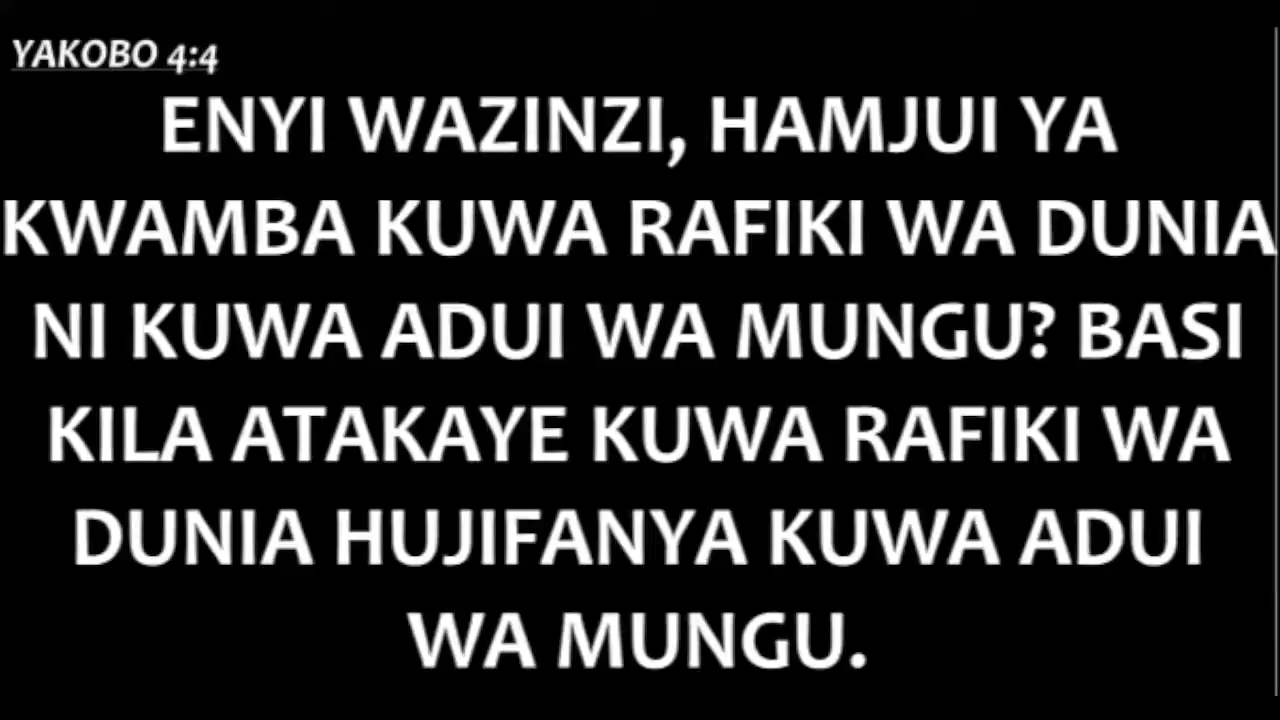 YAKOBO 4:4
ENYI WAZINZI, HAMJUI YA
KWAMBA KUWA RAFIKI WA DUNIA
NI KUWA ADUI WA MUNGU? BASI
KILA ATAKAYE KUWA RAFIKI WA
DUNIA HUJIFANYA KUWA ADUI
WA MUNGU.